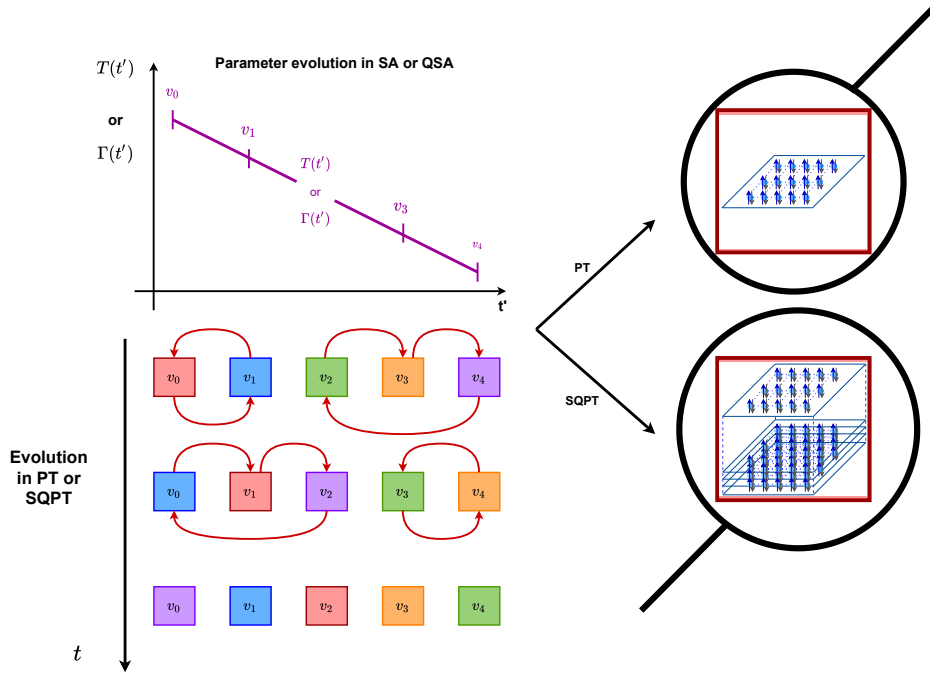 Parameter evolution in SA or QSA
T(t′)
or
Γ(t′)
v₀
v₁
T(t′)
or
Γ(t′)
v₃
v₄
t'
PT
SQPT
v₀ v₁ v₂ v₃ v₄
Evolution
in PT or
SQPT
v₀ v₁ v₂ v₃ v₄
v₀ v₁ v₂ v₃ v₄
t